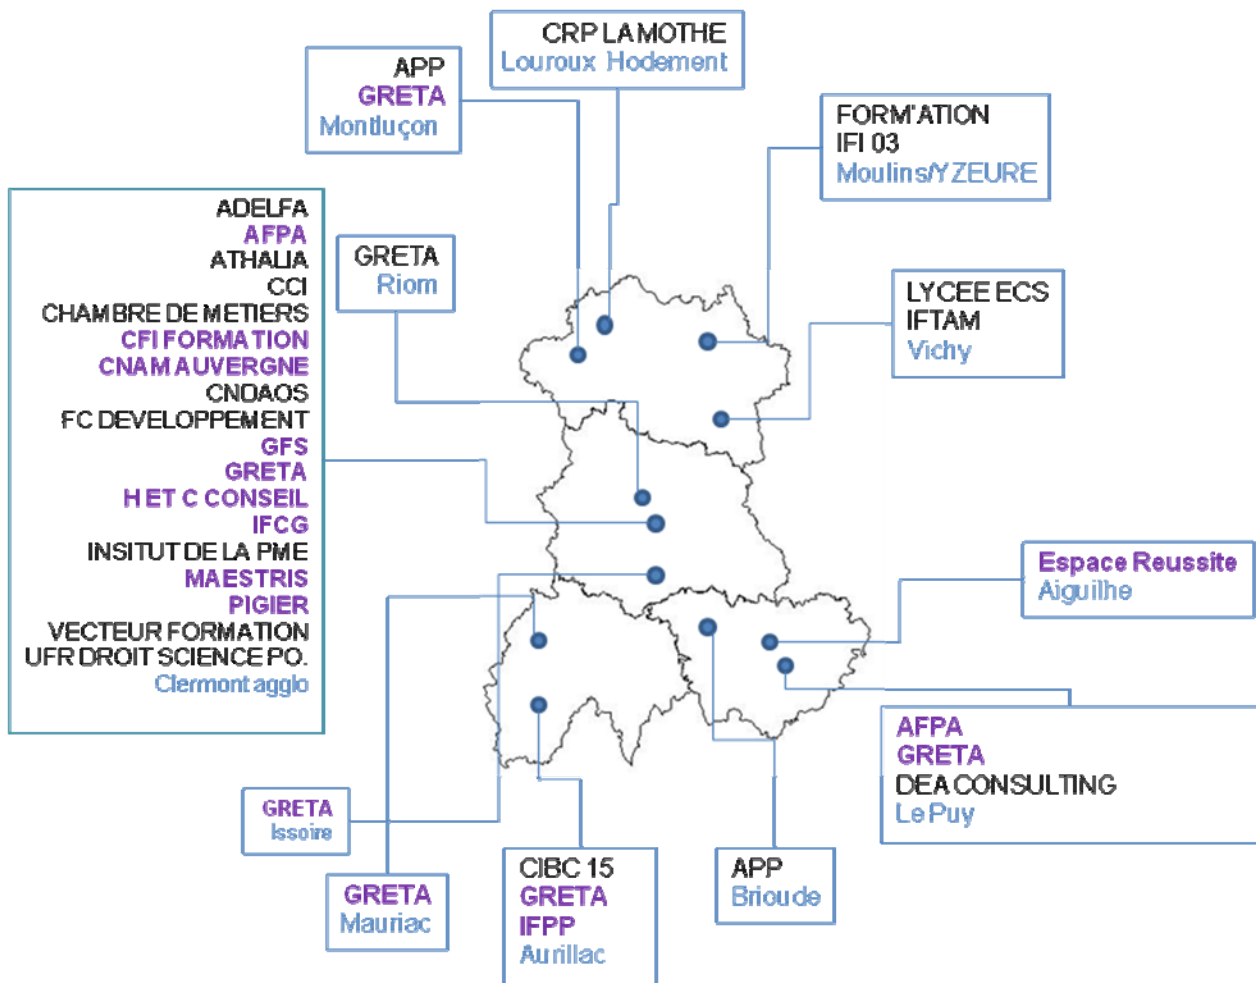 CRP LAMOTHE
Louroux Hodement
APP
GRETA
Montluçon
FORM'ATION
IFI 03
Moulins/YZEURE
ADELFA
AFPA
ATHALIA
CCI
CHAMBRE DE METIERS
CFI FORMATION
CNAM AUVERGNE
CNDAOS
FC DEVELOPPEMENT
GFS
GRETA
H ET C CONSEIL
IFCG
INSITUT DE LA PME
MAESTRIS
PIGIER
VECTEUR FORMATION
UFR DROIT SCIENCE PO.
Clermont agglo
GRETA
Riom
LYCEE ECS
IFTAM
Vichy
Espace Reussite
Aiguilhe
AFPA
GRETA
DEA CONSULTING
Le Puy
GRETA
Issoire
GRETA
Mauriac
CIBC 15
GRETA
IFPP
Aurillac
APP
Brioude